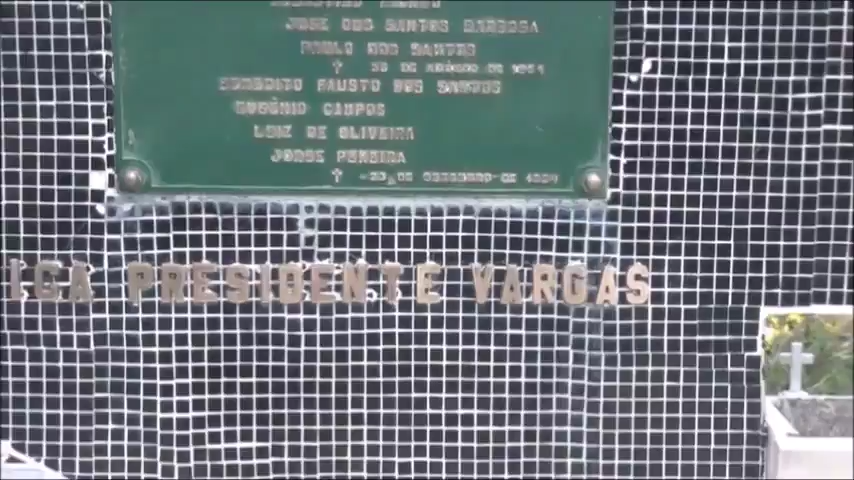 JOSÉ DOS SANTOS BARBOSA
PAULO DOS SANTOS
BENEDITO FAUSTO DOS SANTOS
EUGÊNIO CAMPOS
LUIZ DE OLIVEIRA
JORGE PEREIRA
IGA PRESIDENTE VARGAS